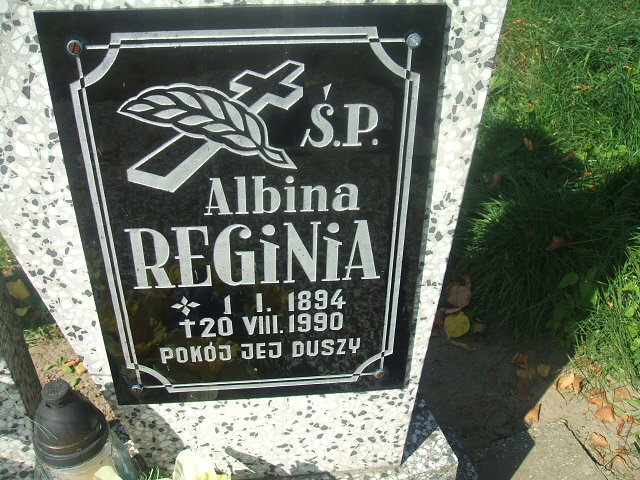 Ś.P.
Albina
REGiNiA
1 I. 1894
†20 VIII. 1990
POKÓJ JEJ DUSZY